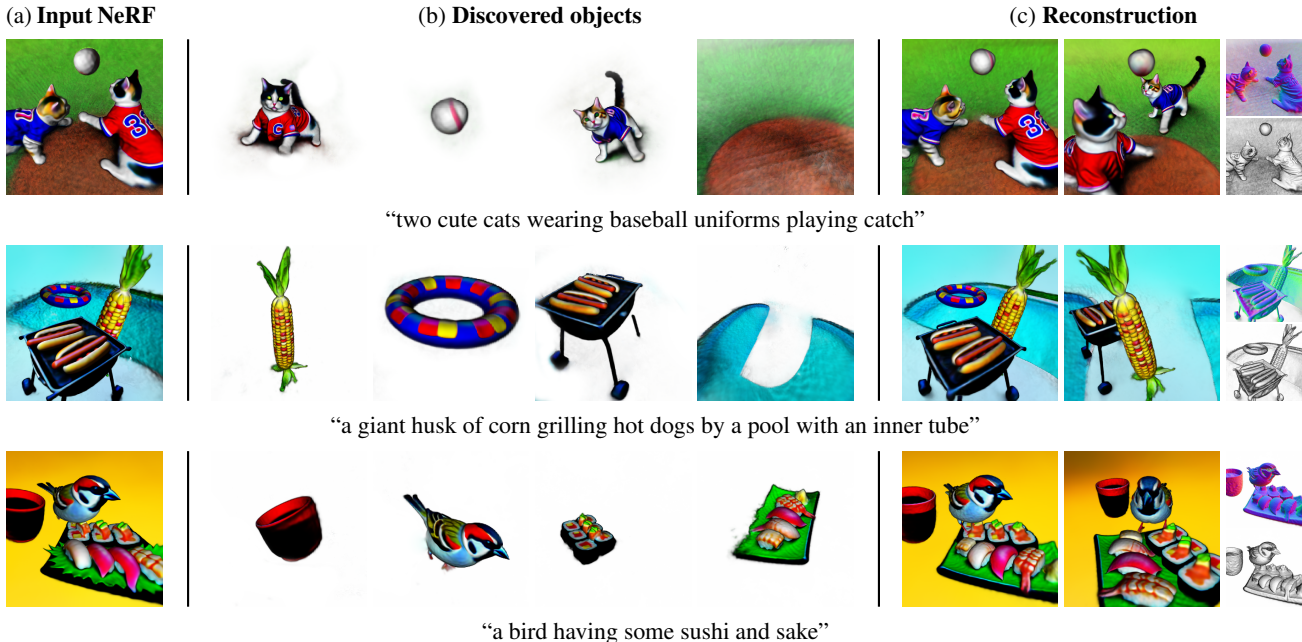 (a) Input NeRF
(b) Discovered objects
(c) Reconstruction
“two cute cats wearing baseball uniforms playing catch”
“a giant husk of corn grilling hot dogs by a pool with an inner tube”
“a bird having some sushi and sake”